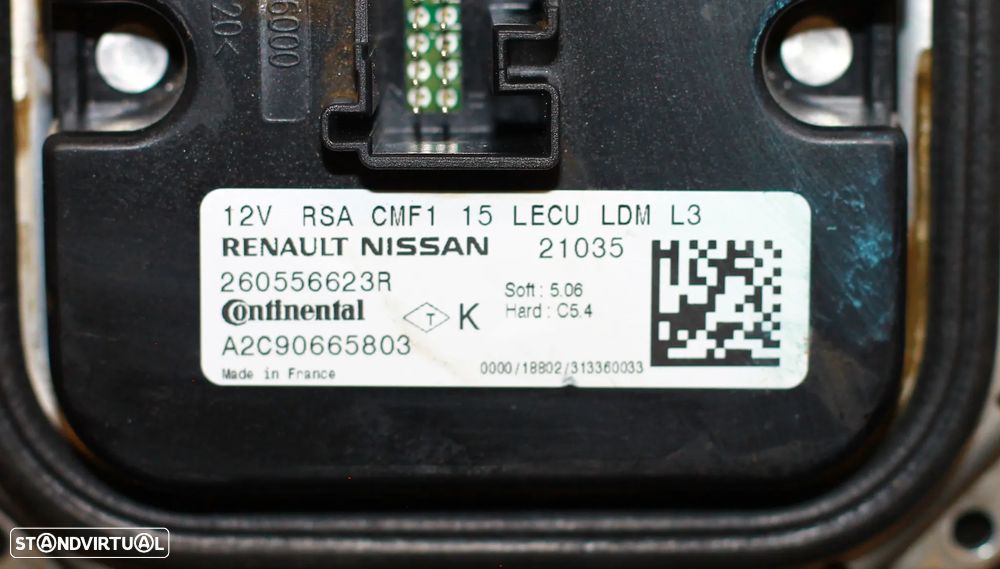 6000
20<
12V RSA CMF1 15 LECU LDM L3
RENAULT NISSAN 21035
260556623R
Continental
T K
Soft : 5.06
Hard : C5.4
A2C90665803
Made in France
0000/18802/313360033
STANDVIRTUAL